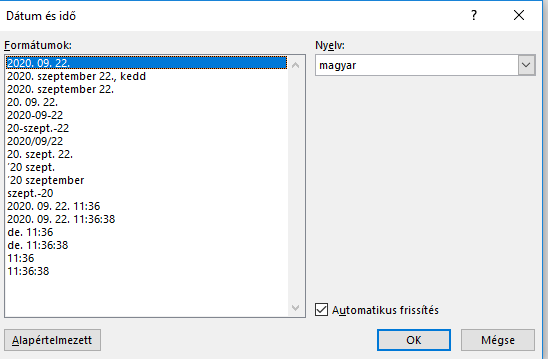 Dátum és idő
?
Formátumok:
Nyelv:
2020. 09. 22.
magyar
2020. szeptember 22., kedd
2020. szeptember 22.
20. 09. 22.
2020-09-22
20-szept.-22
2020/09/22
20. szept. 22.
'20 szept.
'20 szeptember
szept.-20
2020. 09. 22. 11:36
2020. 09. 22. 11:36:38
de. 11:36
de. 11:36:38
11:36
11:36:38
Automatikus frissítés
Alapértelmezett
OK
Mégse